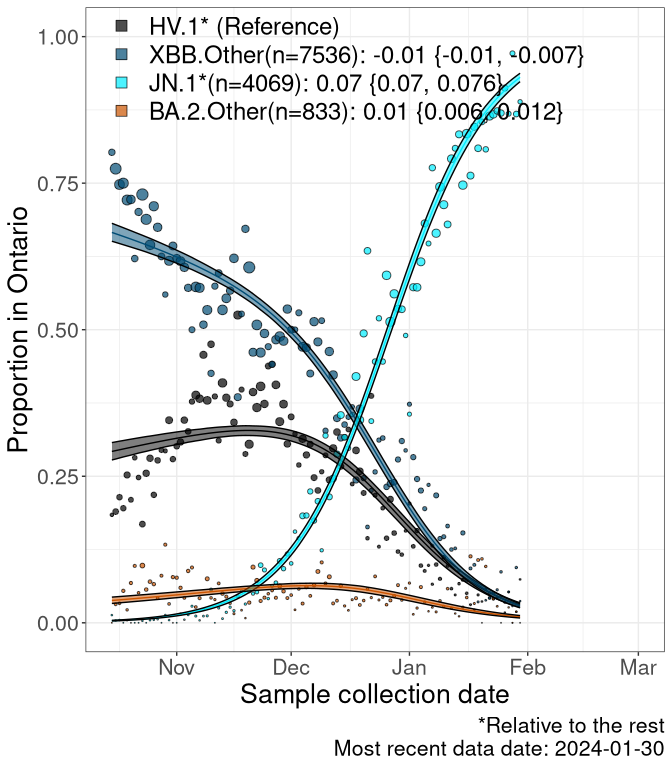 HV.1* (Reference)
XBB.Other(n=7536): -0.01 {-0.01, -0.007}
JN.1*(n=4069): 0.07 {0.07, 0.076}
BA.2.Other(n=833): 0.01 {0.006, 0.012}
1.00
0.75
0.50
0.25
0.00
Proportion in Ontario
Nov Dec Jan Feb Mar
Sample collection date
*Relative to the rest
Most recent data date: 2024-01-30